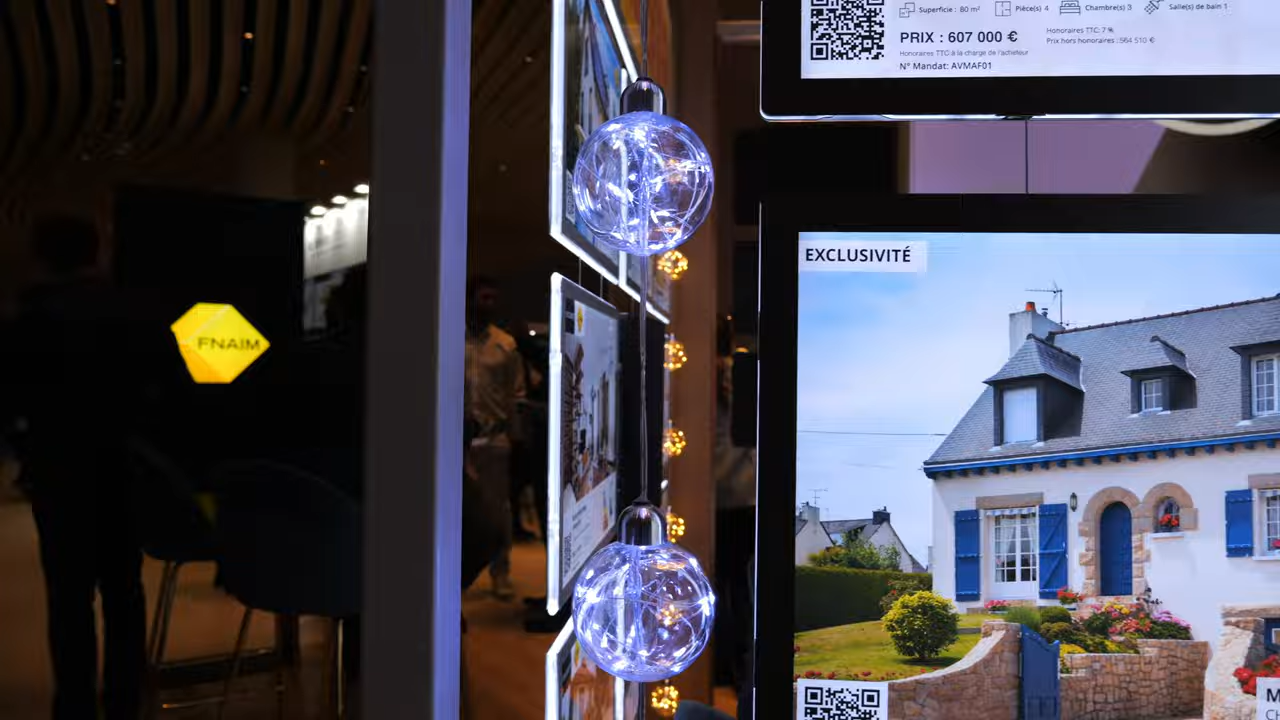 Superficie : 80 m² Pièce(s) 4 Chambre(s) 3 Salle(s) de bain 1
PRIX : 607 000 €
Honoraires TTC: 7 %
Prix hors honoraires : 564 510 €
Honoraires TTC à la charge de l'acheteur
N° Mandat: AVMAF01
EXCLUSIVITÉ
FNAIM
M